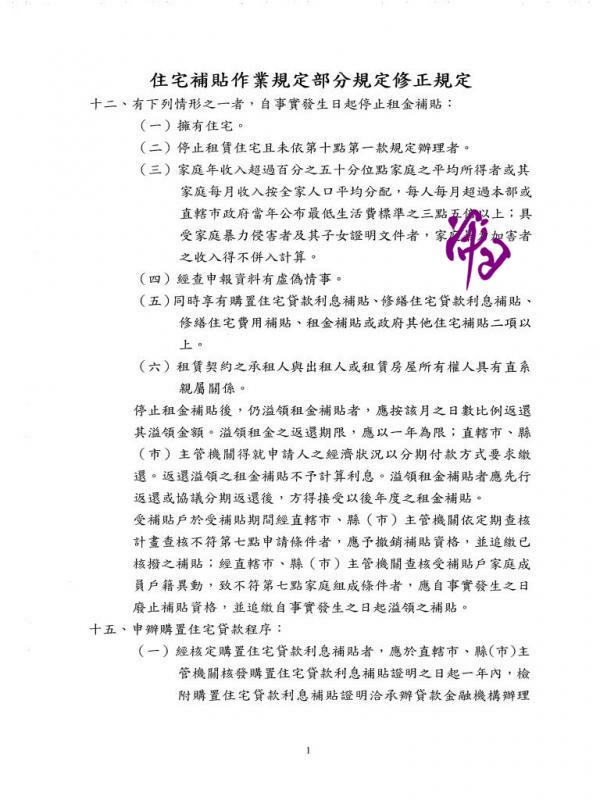 住宅補貼作業規定部分規定修正規定
十二、有下列情形之一者，自事實發生日起停止租金補貼：
（一）擁有住宅。
（二）停止租賃住宅且未依第十點第一款規定辦理者。
（三）家庭年收入超過百分之五十分位點家庭之平均所得者或其
家庭每月收入按全家人口平均分配，每人每月超過本部或
直轄市政府當年公布最低生活費標準之三點五倍以上；具
受家庭暴力侵害者及其子女證明文件者，家庭加害者
之收入得不併入計算。
（四）經查申報資料有虛偽情事。
（五）同時享有購置住宅貸款利息補貼、修繕住宅貸款利息補貼、
修繕住宅費用補貼、租金補貼或政府其他住宅補貼二項以
上。
（六）租賃契約之承租人與出租人或租賃房屋所有權人具有直系
親屬關係。
停止租金補貼後，仍溢領租金補貼者，應按該月之日數比例返還
其溢領金額。溢領租金之返還期限，應以一年為限；直轄市、縣
（市）主管機關得就申請人之經濟狀況以分期付款方式要求繳
還。返還溢領之租金補貼不予計算利息。溢領租金補貼者應先行
返還或協議分期返還後，方得接受以後年度之租金補貼。
受補貼戶於受補貼期間經直轄市、縣（市）主管機關依定期查核
計畫查核不符第七點申請條件者，應予撤銷補貼資格，並追繳已
核撥之補貼；經直轄市、縣（市）主管機關查核受補貼戶家庭成
員戶籍異動，致不符第七點家庭組成條件者，應自事實發生之日
廢止補貼資格，並追繳自事實發生之日起溢領之補貼。
十五、申辦購置住宅貸款程序：
（一）經核定購置住宅貸款利息補貼者，應於直轄市、縣(市)主
管機關核發購置住宅貸款利息補貼證明之日起一年內，檢
附購置住宅貸款利息補貼證明洽承辦貸款金融機構辦理
1